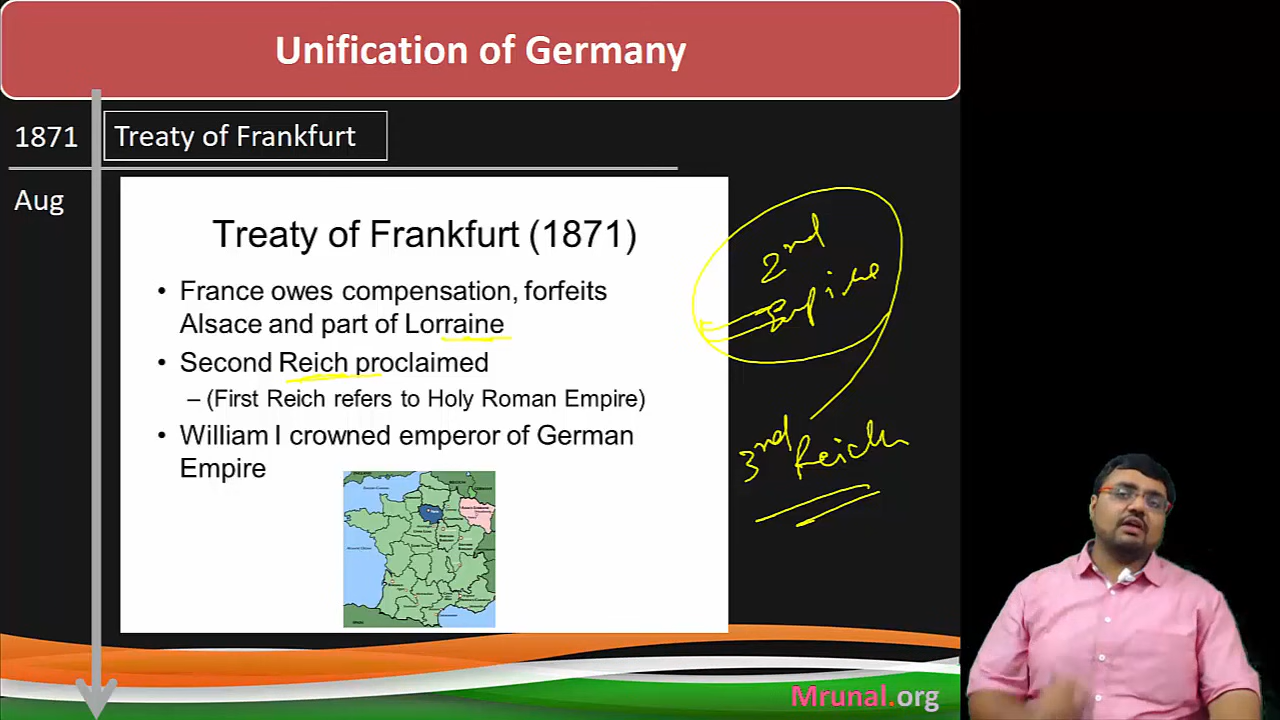 Unification of Germany
1871
Treaty of Frankfurt
Aug
Treaty of Frankfurt (1871)
• France owes compensation, forfeits
Alsace and part of Lorraine
• Second Reich proclaimed
– (First Reich refers to Holy Roman Empire)
• William I crowned emperor of German
Empire
2nd
Empire
3nd Reich
Mrunal.org